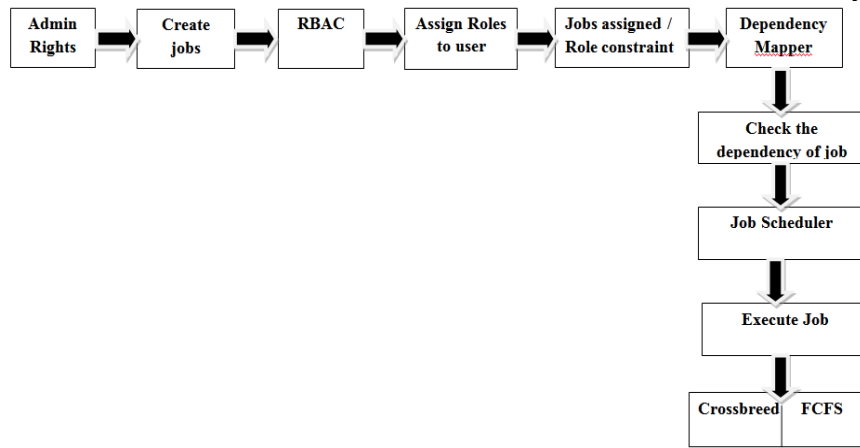 Admin
Rights
Create
jobs
RBAC
Assign Roles
to user
Jobs assigned /
Role constraint
Dependency
Mapper
Check the
dependency of job
Job Scheduler
Execute Job
Crossbreed
FCFS